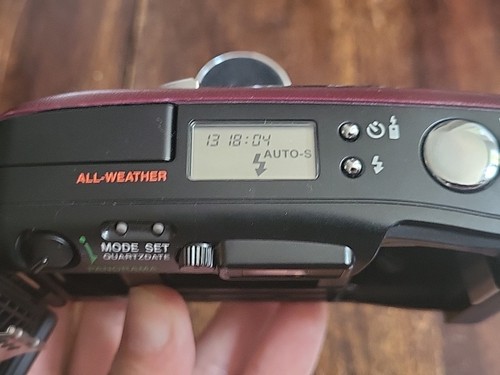 13 18:04
AUTO-S
ALL-WEATHER
i
MODE SET
QUARTZDATE
PANORAMA